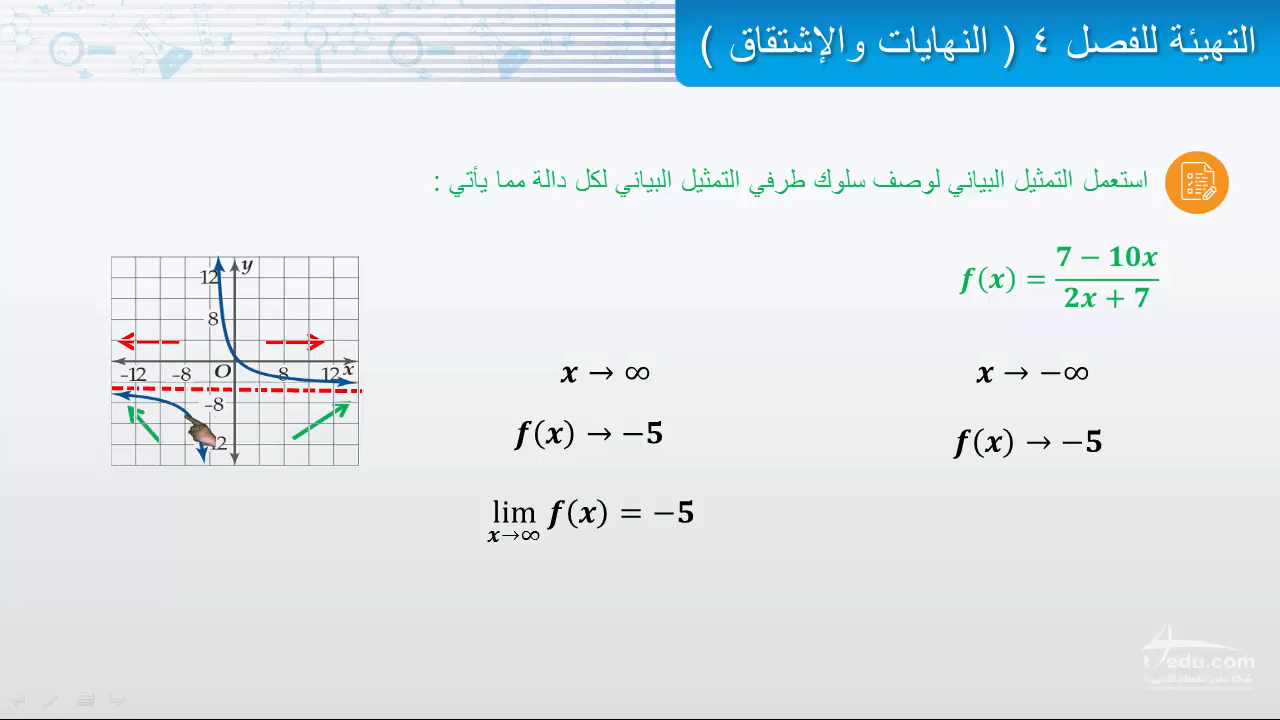 التهيئة للفصل ٤ ( النهايات والإشتقاق )
استعمل التمثيل البياني لوصف سلوك طرفي التمثيل البياني لكل دالة مما يأتي :
f(x) = (7 − 10x)/(2x + 7)
x → −∞
f(x) → −5
x → ∞
f(x) → −5
lim x→∞ f(x) = −5
12 y
8
-12 -8 O 8 12 x
-8
t4edu.com